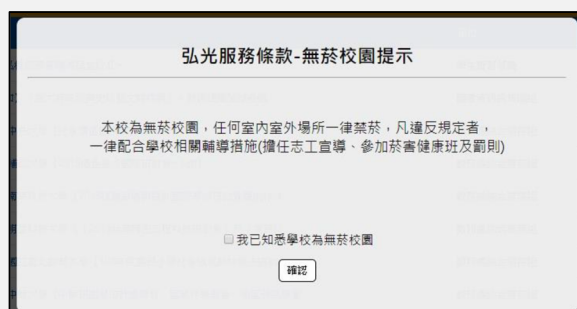 弘光服務條款-無菸校園提示
本校為無菸校園，任何室內室外場所一律禁菸，凡違反規定者，
一律配合學校相關輔導措施(擔任志工宣導、參加菸害健康班及罰則)
我已知悉學校為無菸校園
確認